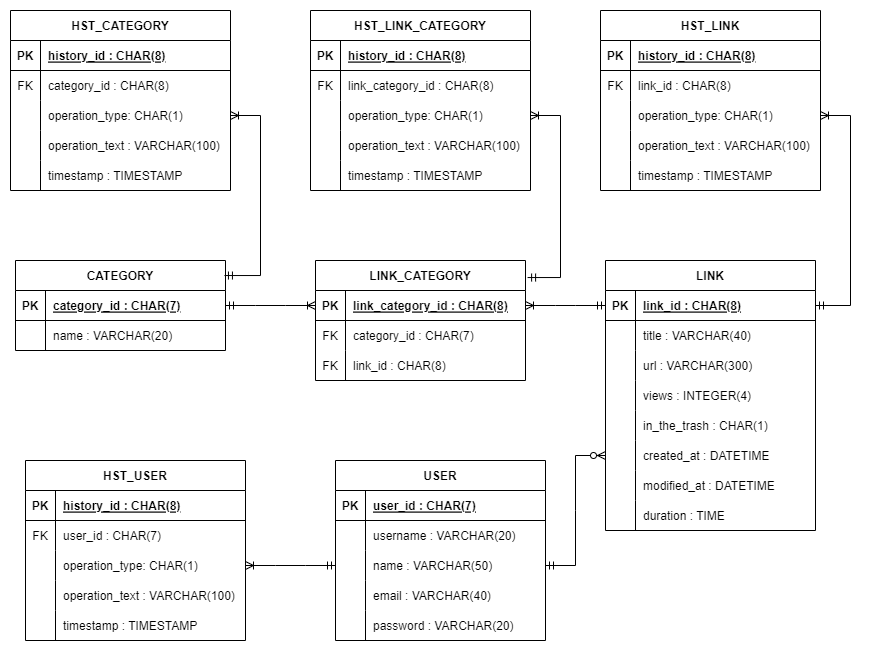 HST_CATEGORY
PK history_id : CHAR(8)
FK category_id : CHAR(8)
operation_type: CHAR(1)
operation_text : VARCHAR(100)
timestamp : TIMESTAMP
HST_LINK_CATEGORY
PK history_id : CHAR(8)
FK link_category_id : CHAR(8)
operation_type: CHAR(1)
operation_text : VARCHAR(100)
timestamp : TIMESTAMP
HST_LINK
PK history_id : CHAR(8)
FK link_id : CHAR(8)
operation_type: CHAR(1)
operation_text : VARCHAR(100)
timestamp : TIMESTAMP
CATEGORY
PK category_id : CHAR(7)
name : VARCHAR(20)
LINK_CATEGORY
PK link_category_id : CHAR(8)
FK category_id : CHAR(7)
FK link_id : CHAR(8)
LINK
PK link_id : CHAR(8)
title : VARCHAR(40)
url : VARCHAR(300)
views : INTEGER(4)
in_the_trash : CHAR(1)
created_at : DATETIME
modified_at : DATETIME
duration : TIME
HST_USER
PK history_id : CHAR(8)
FK user_id : CHAR(7)
operation_type: CHAR(1)
operation_text : VARCHAR(100)
timestamp : TIMESTAMP
USER
PK user_id : CHAR(7)
username : VARCHAR(20)
name : VARCHAR(50)
email : VARCHAR(40)
password : VARCHAR(20)